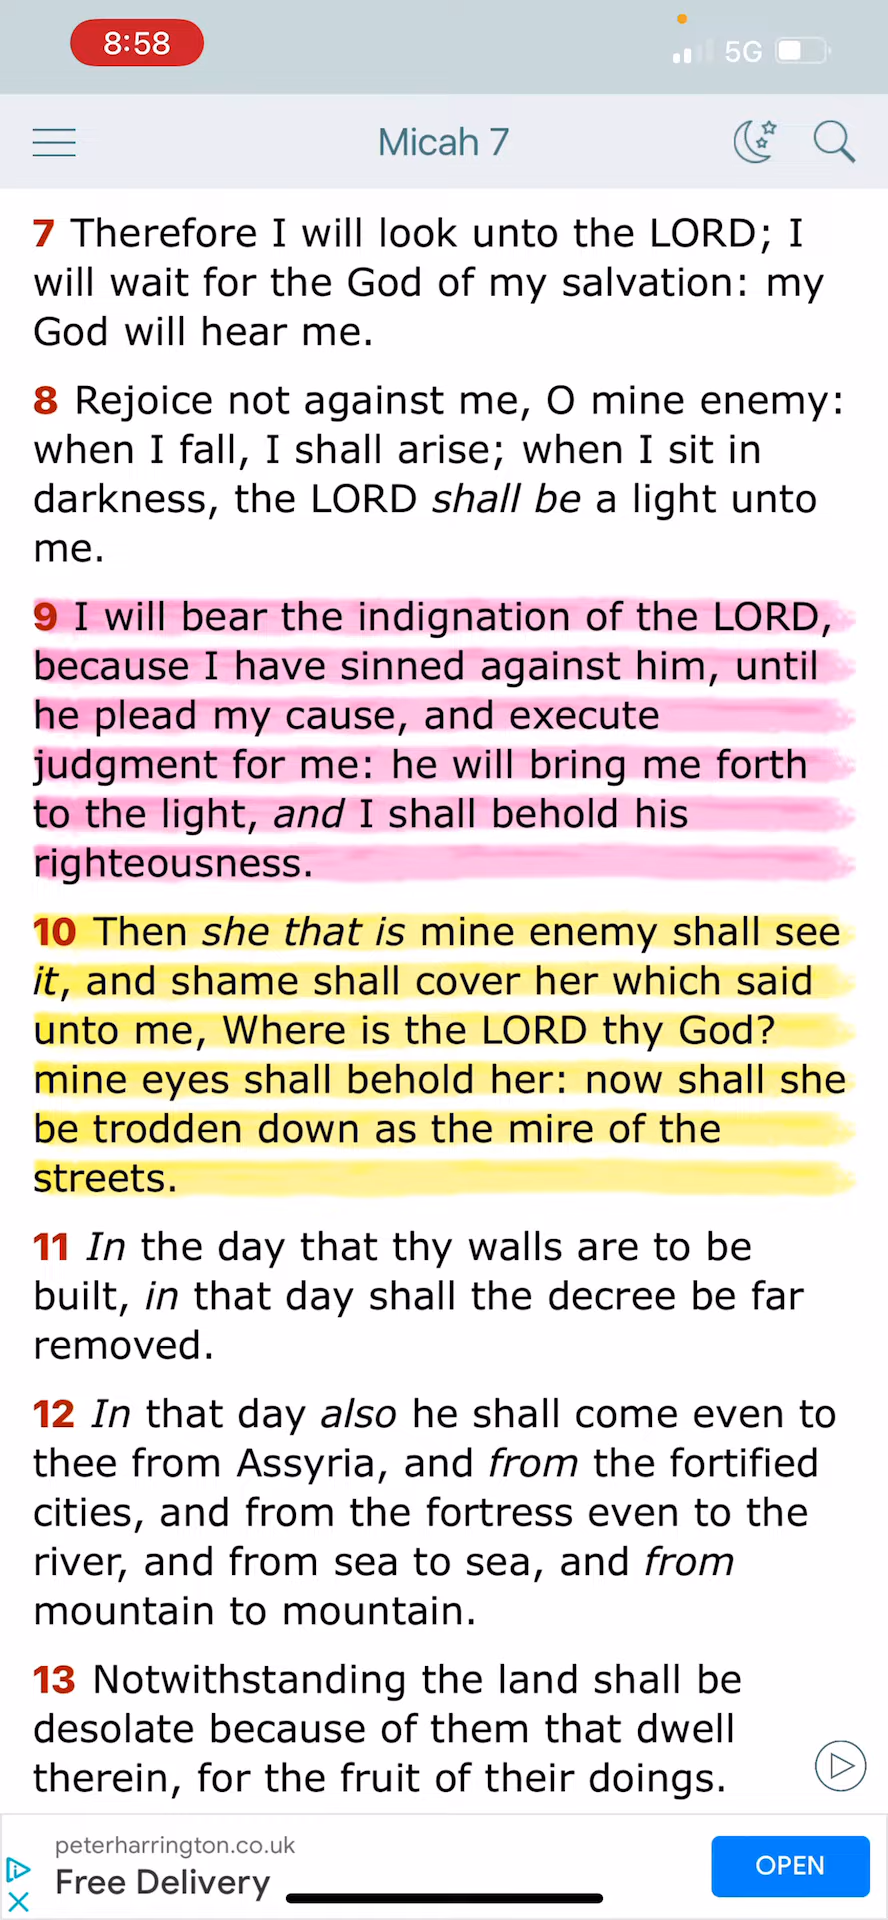 8:58
5G
Micah 7
7 Therefore I will look unto the LORD; I
will wait for the God of my salvation: my
God will hear me.
8 Rejoice not against me, O mine enemy:
when I fall, I shall arise; when I sit in
darkness, the LORD shall be a light unto
me.
9 I will bear the indignation of the LORD,
because I have sinned against him, until
he plead my cause, and execute
judgment for me: he will bring me forth
to the light, and I shall behold his
righteousness.
10 Then she that is mine enemy shall see
it, and shame shall cover her which said
unto me, Where is the LORD thy God?
mine eyes shall behold her: now shall she
be trodden down as the mire of the
streets.
11 In the day that thy walls are to be
built, in that day shall the decree be far
removed.
12 In that day also he shall come even to
thee from Assyria, and from the fortified
cities, and from the fortress even to the
river, and from sea to sea, and from
mountain to mountain.
13 Notwithstanding the land shall be
desolate because of them that dwell
therein, for the fruit of their doings.
peterharrington.co.uk
Free Delivery
OPEN